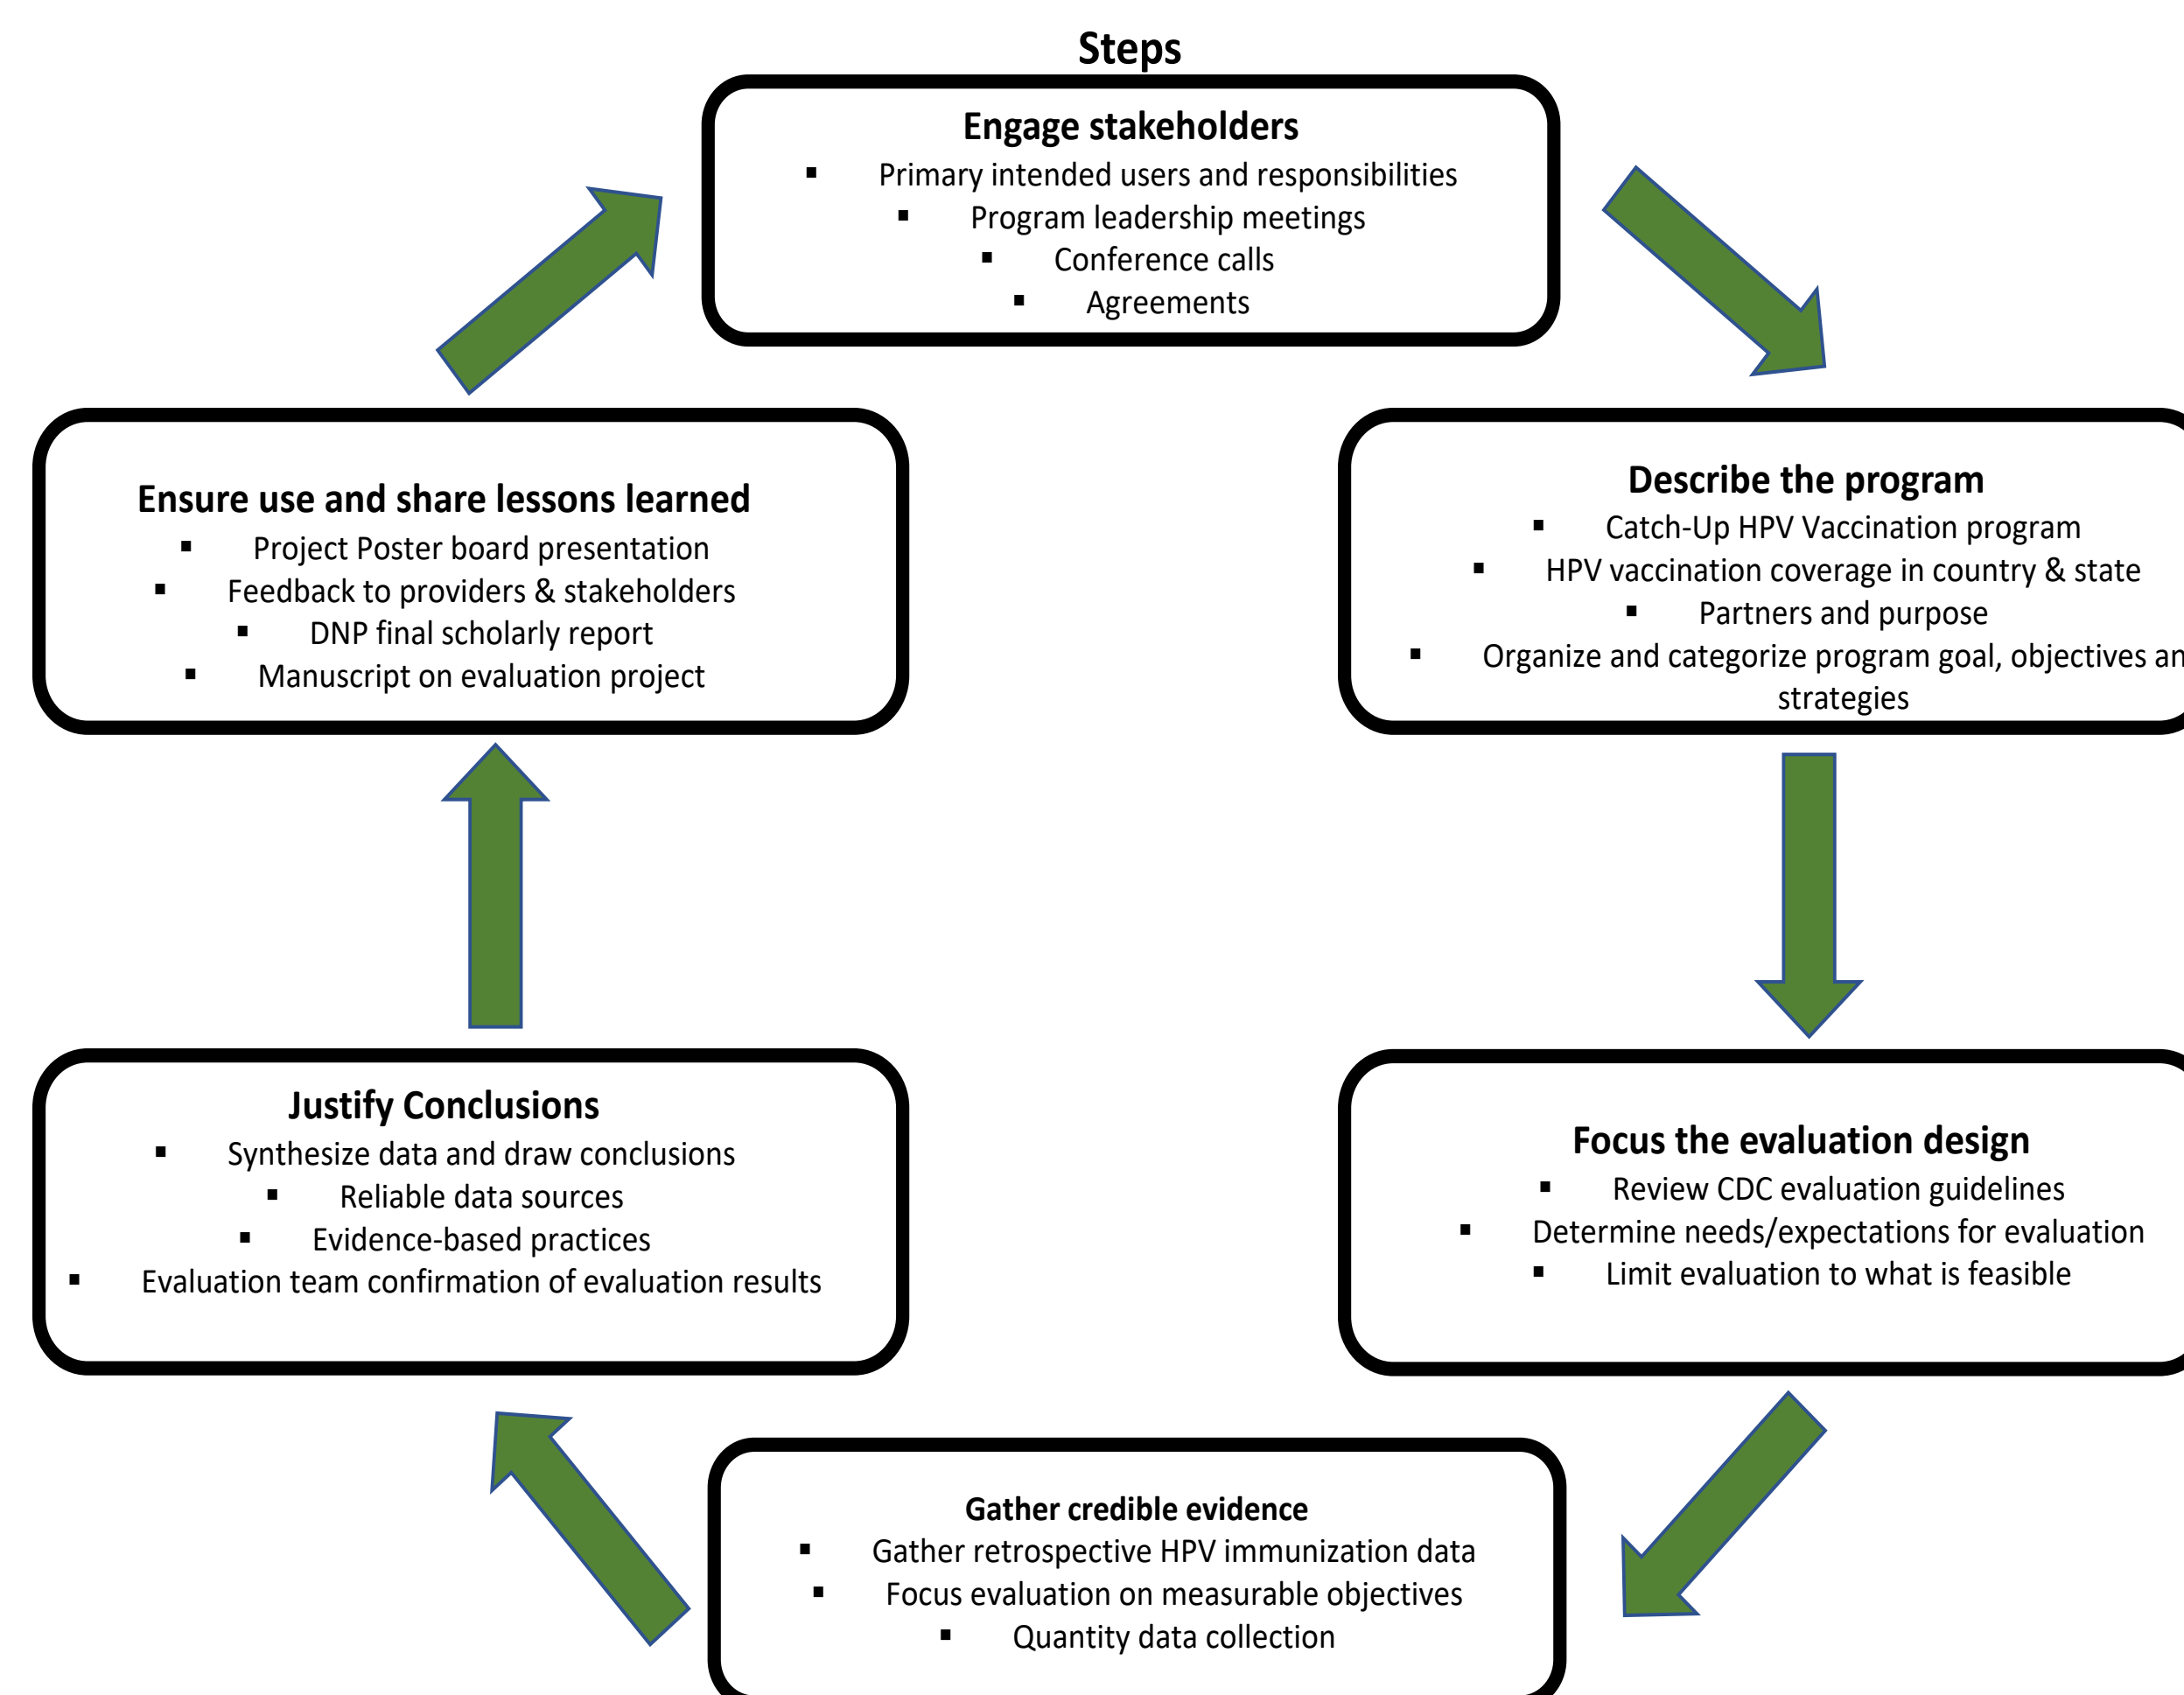 Steps
Engage stakeholders
▪ Primary intended users and responsibilities
▪ Program leadership meetings
▪ Conference calls
▪ Agreements
Describe the program
▪ Catch-Up HPV Vaccination program
▪ HPV vaccination coverage in country & state
▪ Partners and purpose
▪ Organize and categorize program goal, objectives an
strategies
Focus the evaluation design
▪ Review CDC evaluation guidelines
▪ Determine needs/expectations for evaluation
▪ Limit evaluation to what is feasible
Gather credible evidence
▪ Gather retrospective HPV immunization data
▪ Focus evaluation on measurable objectives
▪ Quantity data collection
Justify Conclusions
▪ Synthesize data and draw conclusions
▪ Reliable data sources
▪ Evidence-based practices
▪ Evaluation team confirmation of evaluation results
Ensure use and share lessons learned
▪ Project Poster board presentation
▪ Feedback to providers & stakeholders
▪ DNP final scholarly report
▪ Manuscript on evaluation project